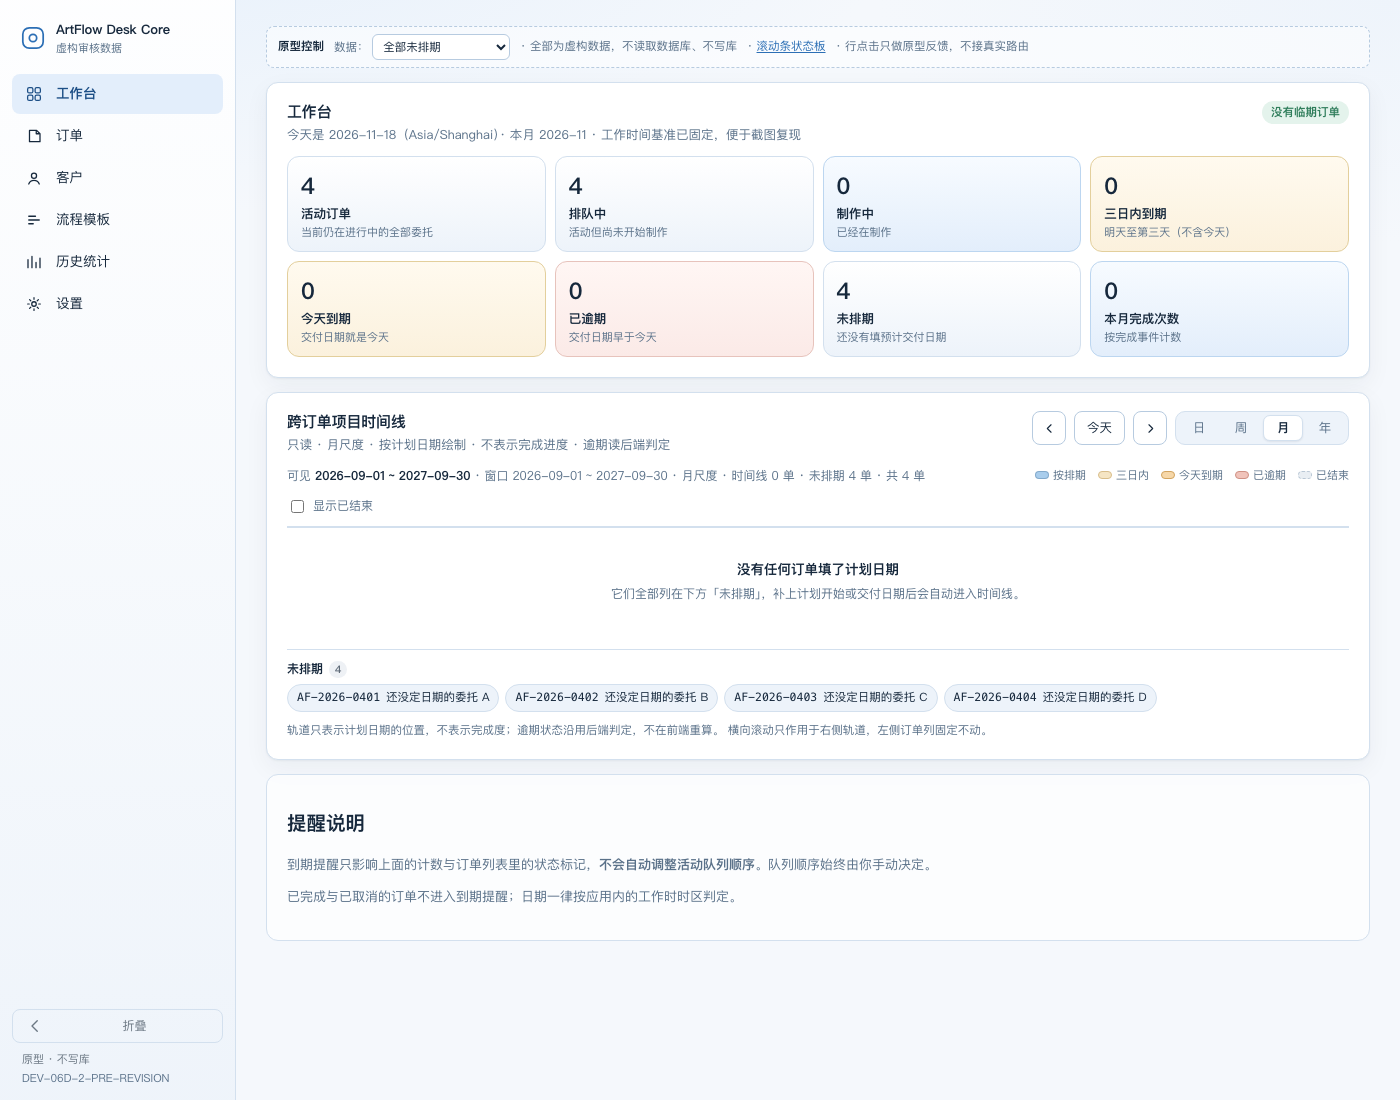 ArtFlow Desk Core
虚构审核数据
工作台
订单
客户
流程模板
历史统计
设置
折叠
原型 · 不写库
DEV-06D-2-PRE-REVISION
原型控制 数据： 全部未排期 · 全部为虚构数据，不读取数据库、不写库 · 滚动条状态板 · 行点击只做原型反馈，不接真实路由
工作台
没有临期订单
今天是 2026-11-18（Asia/Shanghai）· 本月 2026-11 · 工作时间基准已固定，便于截图复现
4
活动订单
当前仍在进行中的全部委托
4
排队中
活动但尚未开始制作
0
制作中
已经在制作
0
三日内到期
明天至第三天（不含今天）
0
今天到期
交付日期就是今天
0
已逾期
交付日期早于今天
4
未排期
还没有填预计交付日期
0
本月完成次数
按完成事件计数
跨订单项目时间线
只读 · 月尺度 · 按计划日期绘制 · 不表示完成进度 · 逾期读后端判定
今天
日 周 月 年
可见 2026-09-01 ~ 2027-09-30 · 窗口 2026-09-01 ~ 2027-09-30 · 月尺度 · 时间线 0 单 · 未排期 4 单 · 共 4 单
按排期 三日内 今天到期 已逾期 已结束
显示已结束
没有任何订单填了计划日期
它们全部列在下方「未排期」，补上计划开始或交付日期后会自动进入时间线。
未排期 4
AF-2026-0401 还没定日期的委托 A
AF-2026-0402 还没定日期的委托 B
AF-2026-0403 还没定日期的委托 C
AF-2026-0404 还没定日期的委托 D
轨道只表示计划日期的位置，不表示完成度；逾期状态沿用后端判定，不在前端重算。 横向滚动只作用于右侧轨道，左侧订单列固定不动。
提醒说明
到期提醒只影响上面的计数与订单列表里的状态标记，不会自动调整活动队列顺序。队列顺序始终由你手动决定。
已完成与已取消的订单不进入到期提醒；日期一律按应用内的工作时时区判定。